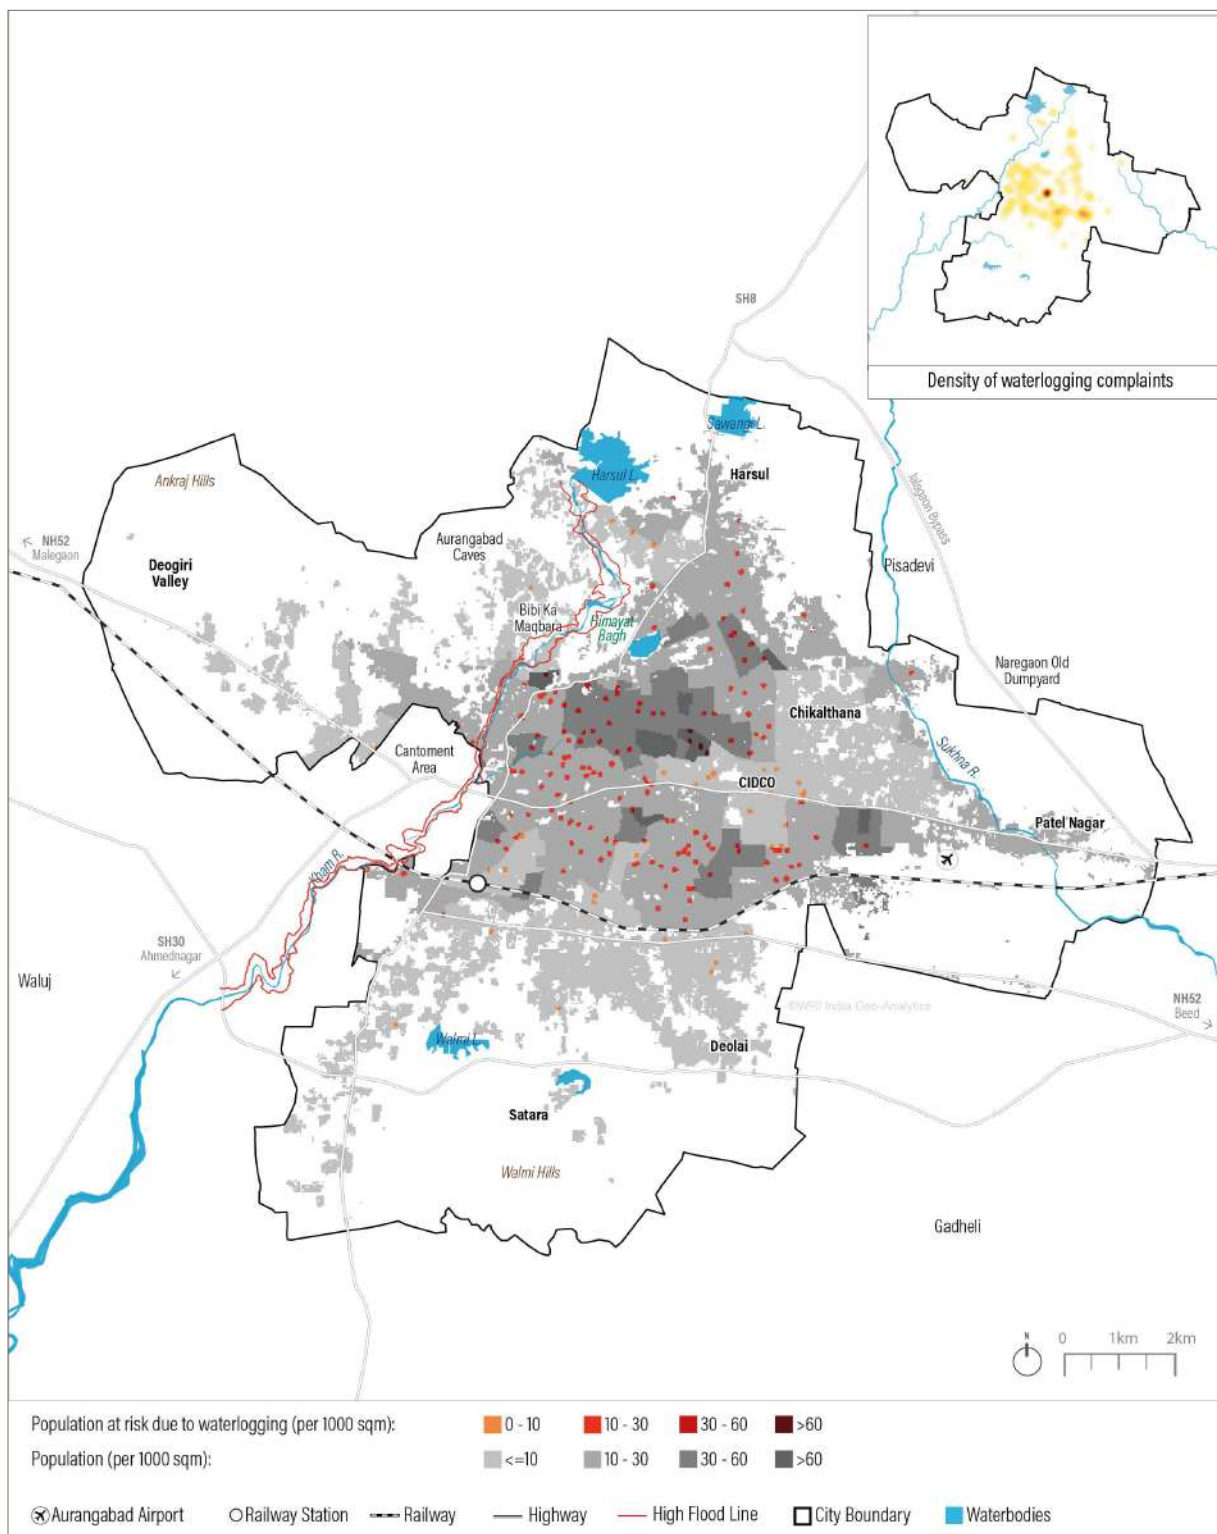 Density of waterlogging complaints
SH8
Sawangi L.
Harsul L.
Harsul
Ankraj Hills
Jalgaon Bypass
NH52
Malegaon
Aurangabad
Caves
Deogiri
Valley
Pisadevi
Bibi Ka
Maqbara
Himayat
Bagh
Naregaon Old
Dumpyard
Chikalthana
Cantoment
Area
Sukhna R.
CIDCO
Patel Nagar
Kham R.
SH30
Ahmednagar
Waluj
©WRI India Geo-Analytics
NH52
Beed
Walmi L.
Deolai
Satara
Walmi Hills
Gadheli
N
0 1km 2km
Population at risk due to waterlogging (per 1000 sqm): 0 - 10 10 - 30 30 - 60 >60
Population (per 1000 sqm): <=10 10 - 30 30 - 60 >60
Aurangabad Airport Railway Station Railway Highway High Flood Line City Boundary Waterbodies